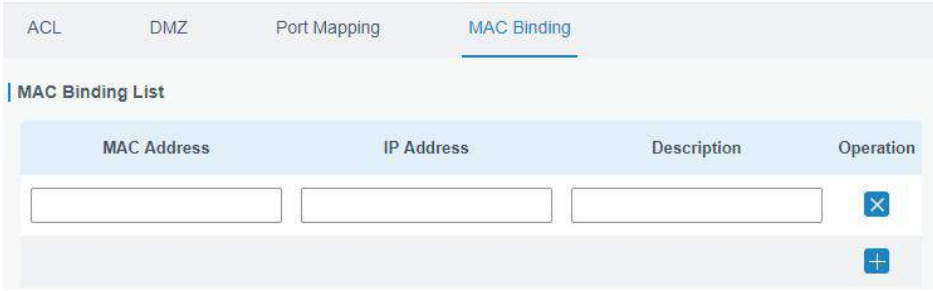 ACL DMZ Port Mapping MAC Binding
MAC Binding List
MAC Address IP Address Description Operation